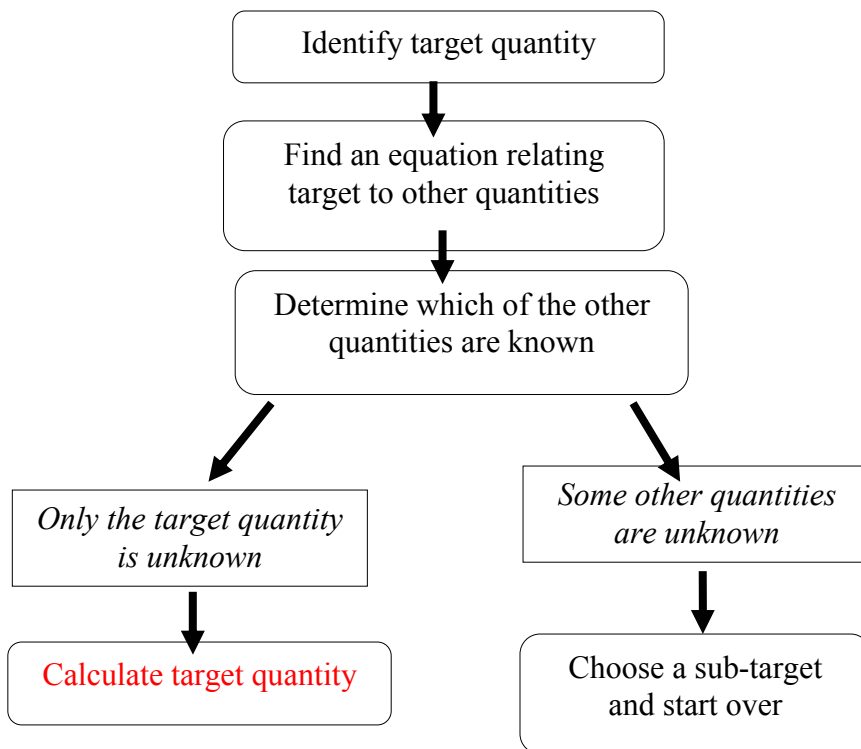 Identify target quantity
Find an equation relating
target to other quantities
Determine which of the other
quantities are known
Only the target quantity
is unknown
Some other quantities
are unknown
Calculate target quantity
Choose a sub-target
and start over